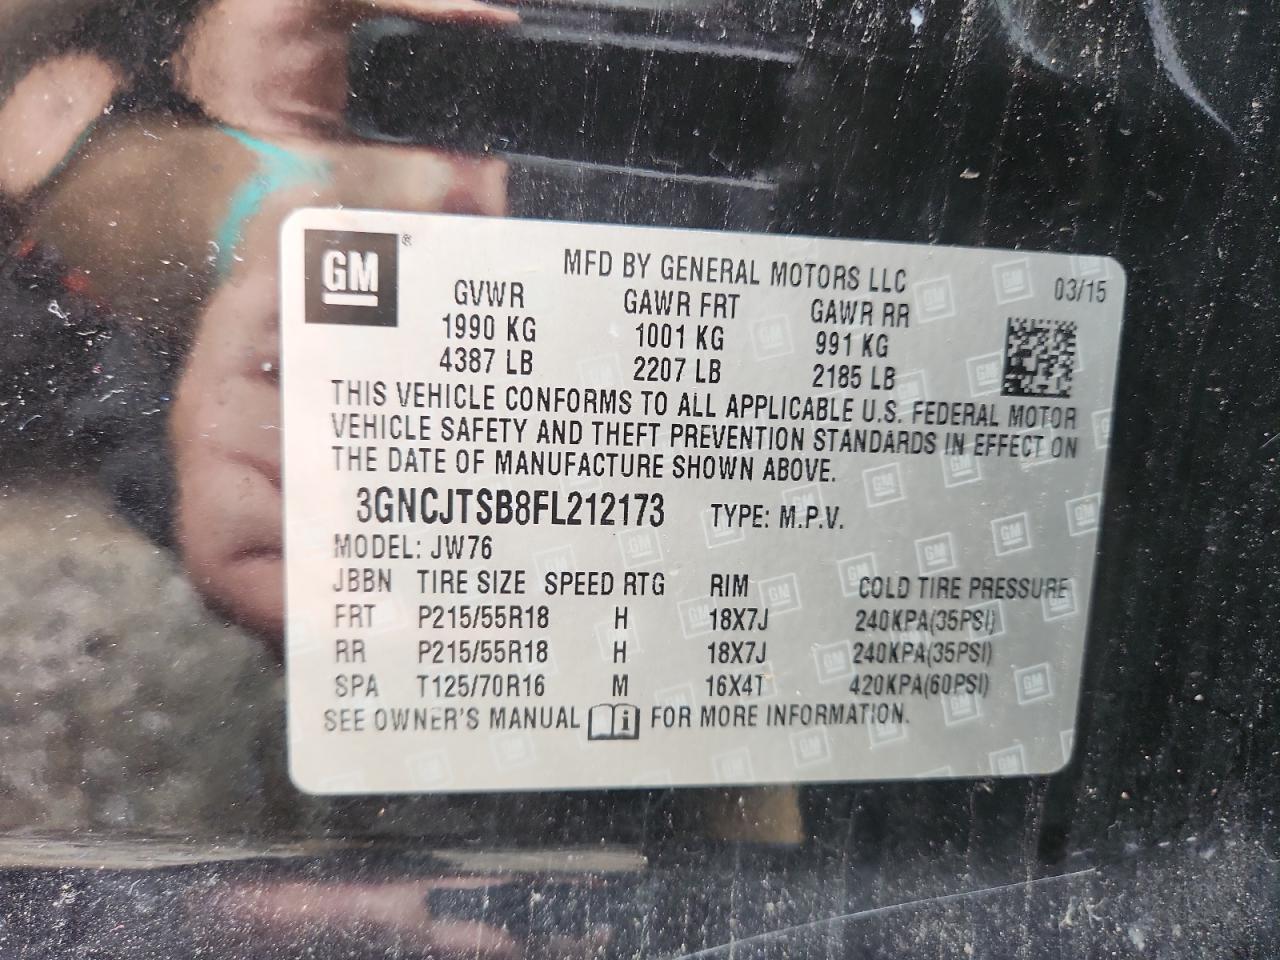 GM ®
MFD BY GENERAL MOTORS LLC
03/15
GVWR GAWR FRT GAWR RR
1990 KG 1001 KG 991 KG
4387 LB 2207 LB 2185 LB
THIS VEHICLE CONFORMS TO ALL APPLICABLE U.S. FEDERAL MOTOR
VEHICLE SAFETY AND THEFT PREVENTION STANDARDS IN EFFECT ON
THE DATE OF MANUFACTURE SHOWN ABOVE.
3GNCJTSB8FL212173 TYPE: M.P.V.
MODEL: JW76
JBBN TIRE SIZE SPEED RTG RIM COLD TIRE PRESSURE
FRT P215/55R18 H 18X7J 240KPA(35PSI)
RR P215/55R18 H 18X7J 240KPA(35PSI)
SPA T125/70R16 M 16X4T 420KPA(60PSI)
SEE OWNER'S MANUAL i FOR MORE INFORMATION.